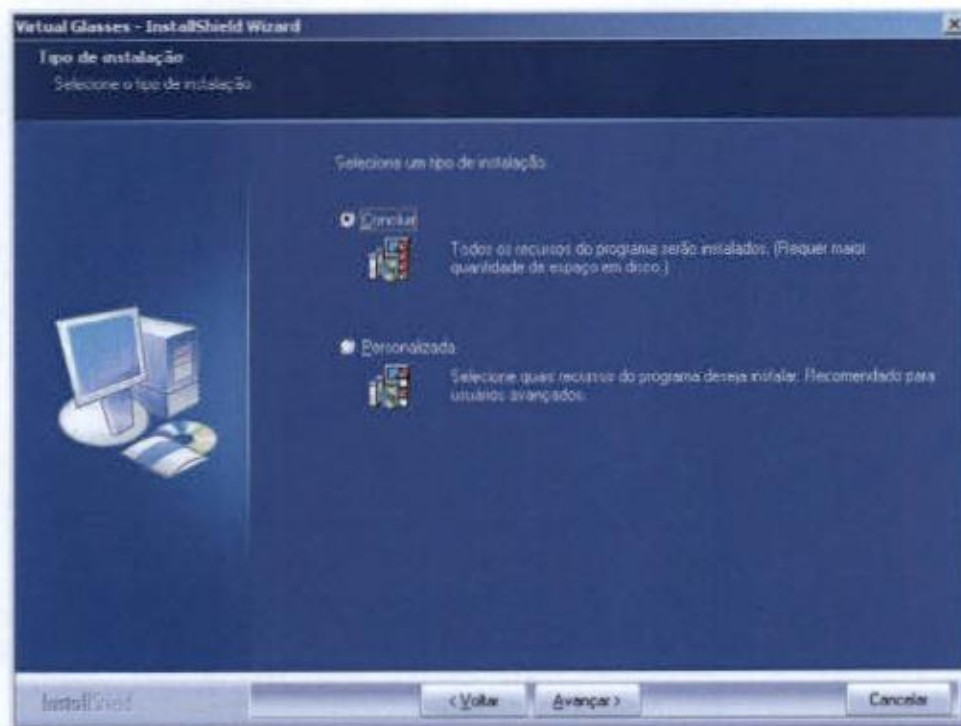 Virtual Glasses - InstallShield Wizard
Tipo de instalação
Selecione o tipo de instalação
Selecione um tipo de instalação
Concluir
Todos os recursos do programa serão instalados. (Requer maior
quantidade de espaço em disco.)
Personalizada
Selecione quais recursos do programa deseja instalar. Recomendado para
usuários avançados.
InstallShield
< Voltar
Avançar >
Cancelar